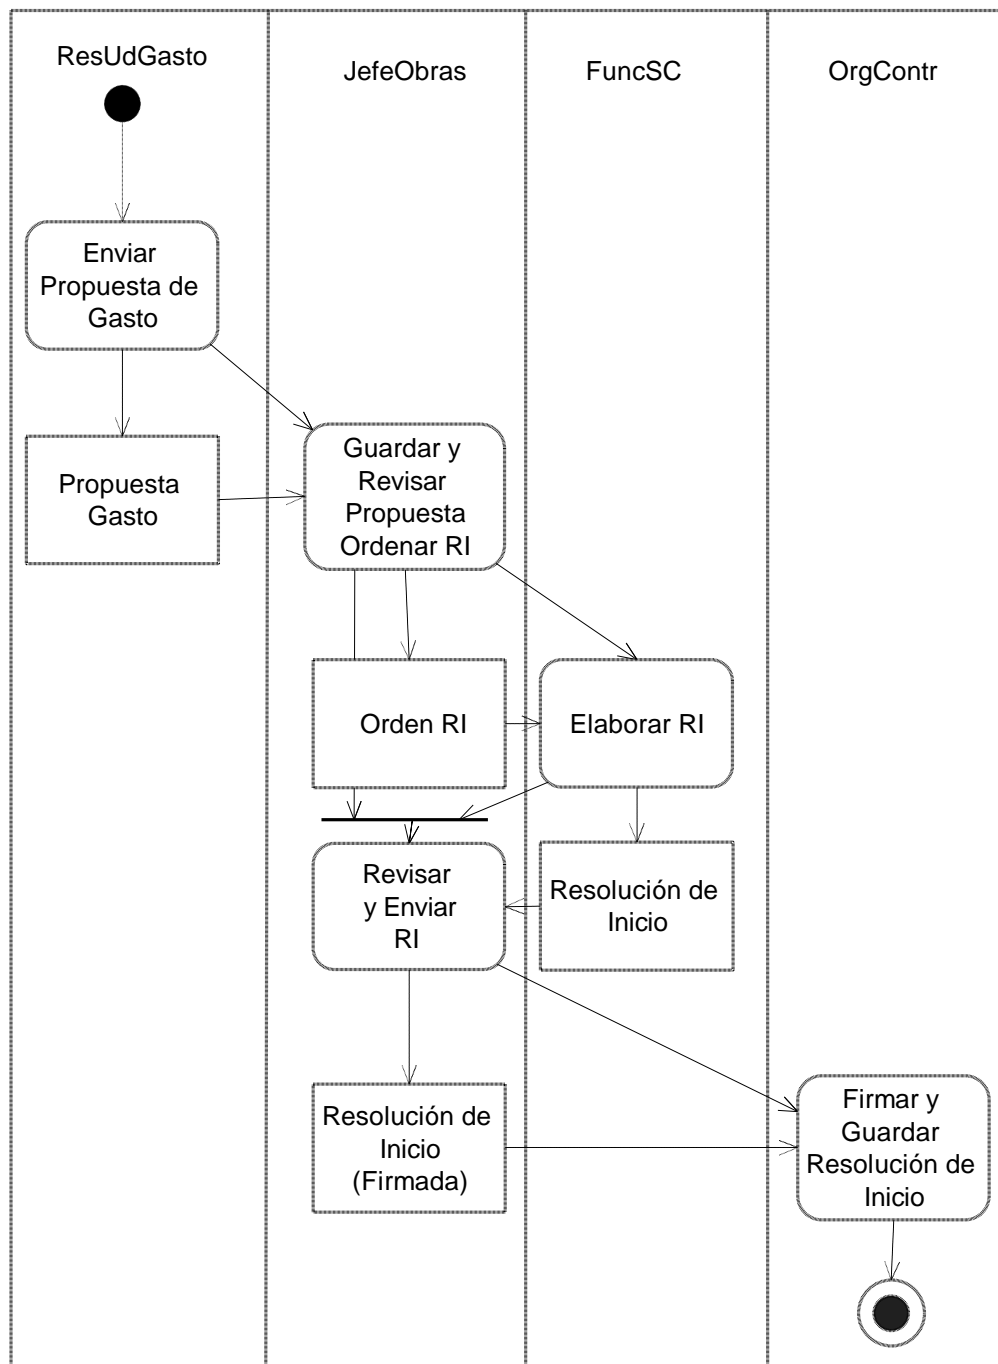 ResUdGasto
JefeObras
FuncSC
OrgContr
Enviar
Propuesta de
Gasto
Propuesta
Gasto
Guardar y
Revisar
Propuesta
Ordenar RI
Orden RI
Elaborar RI
Revisar
y Enviar
RI
Resolución de
Inicio
Resolución de
Inicio
(Firmada)
Firmar y
Guardar
Resolución de
Inicio